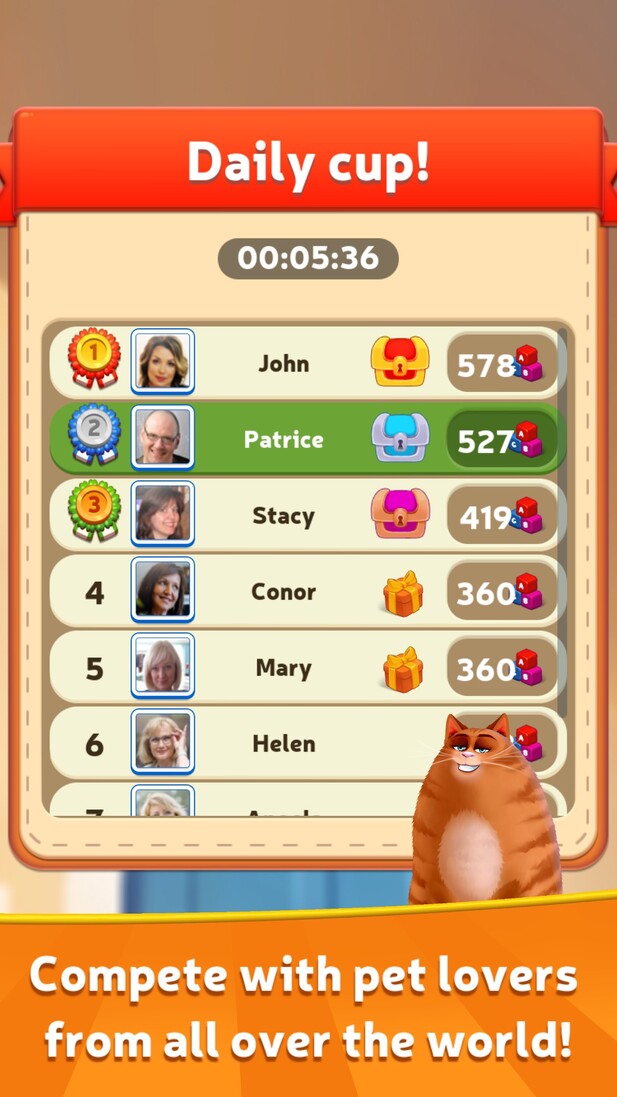 Daily cup!
00:05:36
1 John 578
2 Patrice 527
3 Stacy 419
4 Conor 360
5 Mary 360
6 Helen
Compete with pet lovers
from all over the world!